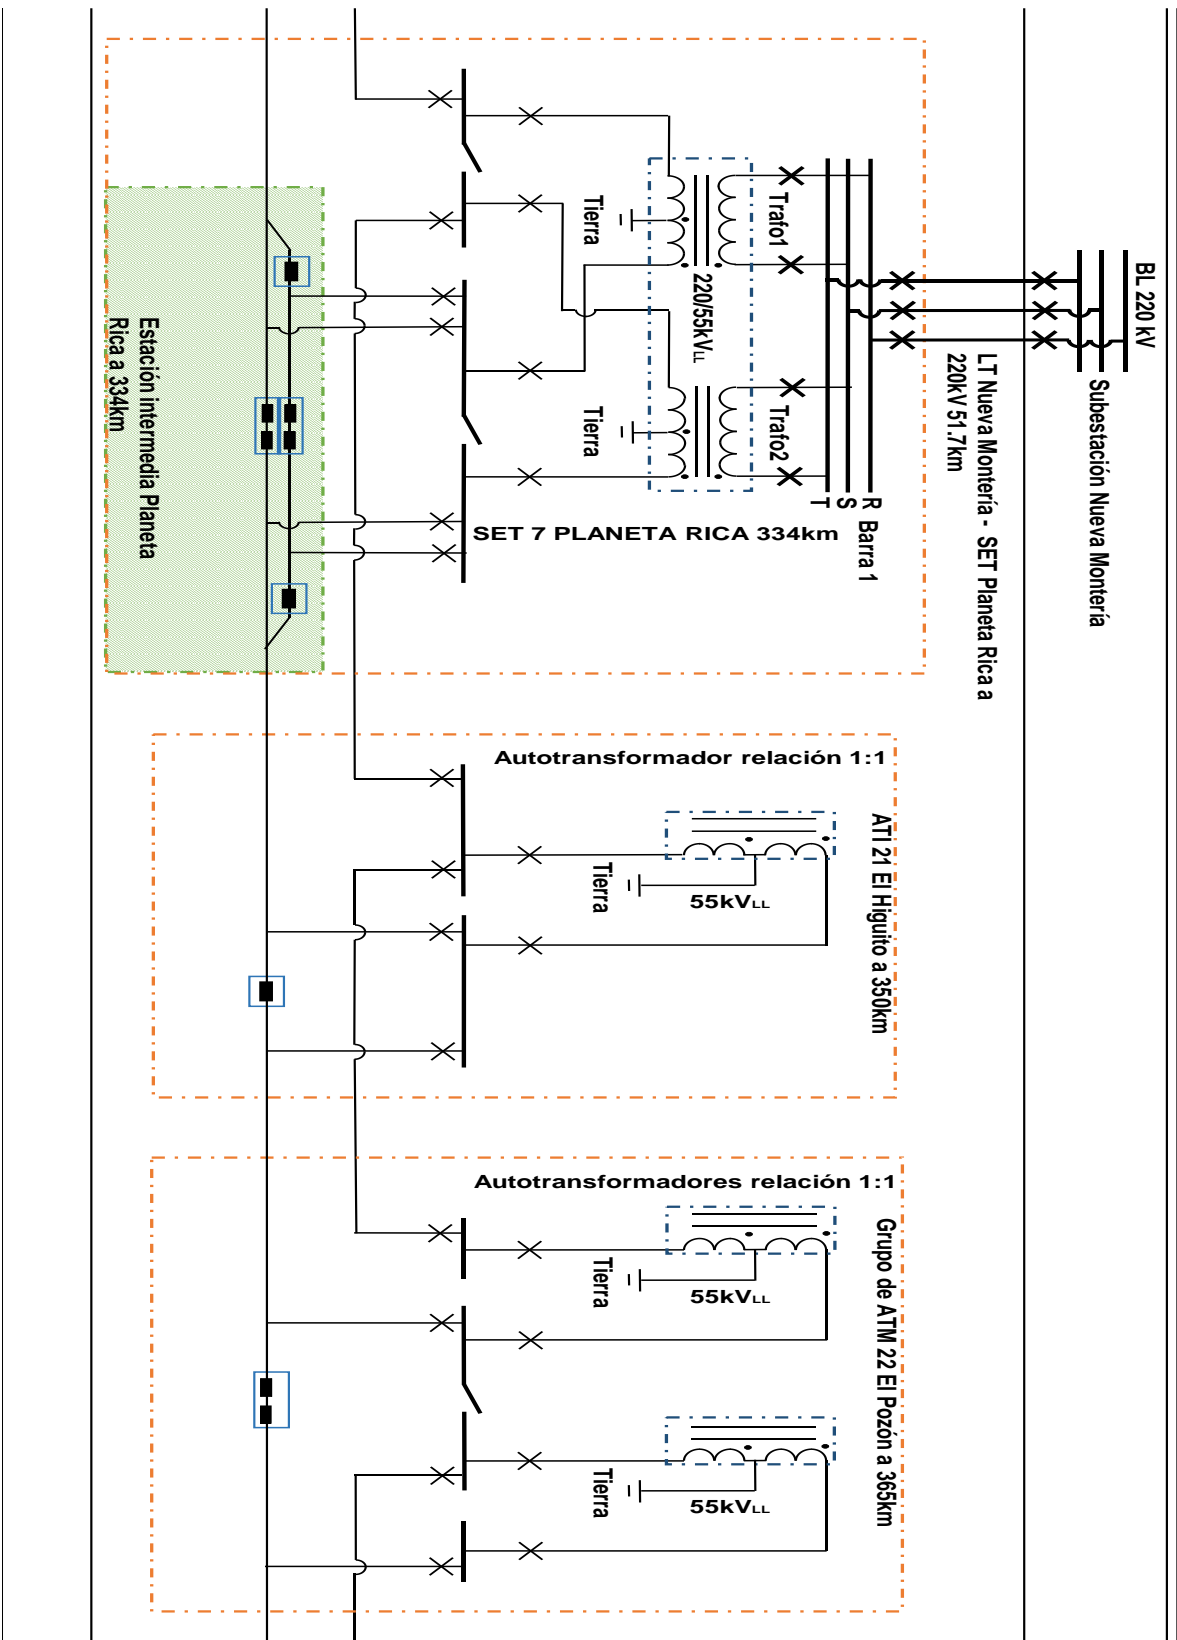 BL 220 kV
Subestación Nueva Montería
LT Nueva Montería - SET Planeta Rica a
220kV 51.7km
R Barra 1
S
T
Trafo1
Trafo2
220/55kVLL
Tierra
Tierra
SET 7 PLANETA RICA 334km
Estación intermedia Planeta
Rica a 334km
Autotransformador relación 1:1
ATI 21 El Higuito a 350km
Tierra
55kVLL
Autotransformadores relación 1:1
Grupo de ATM 22 El Pozón a 365km
Tierra
55kVLL
Tierra
55kVLL